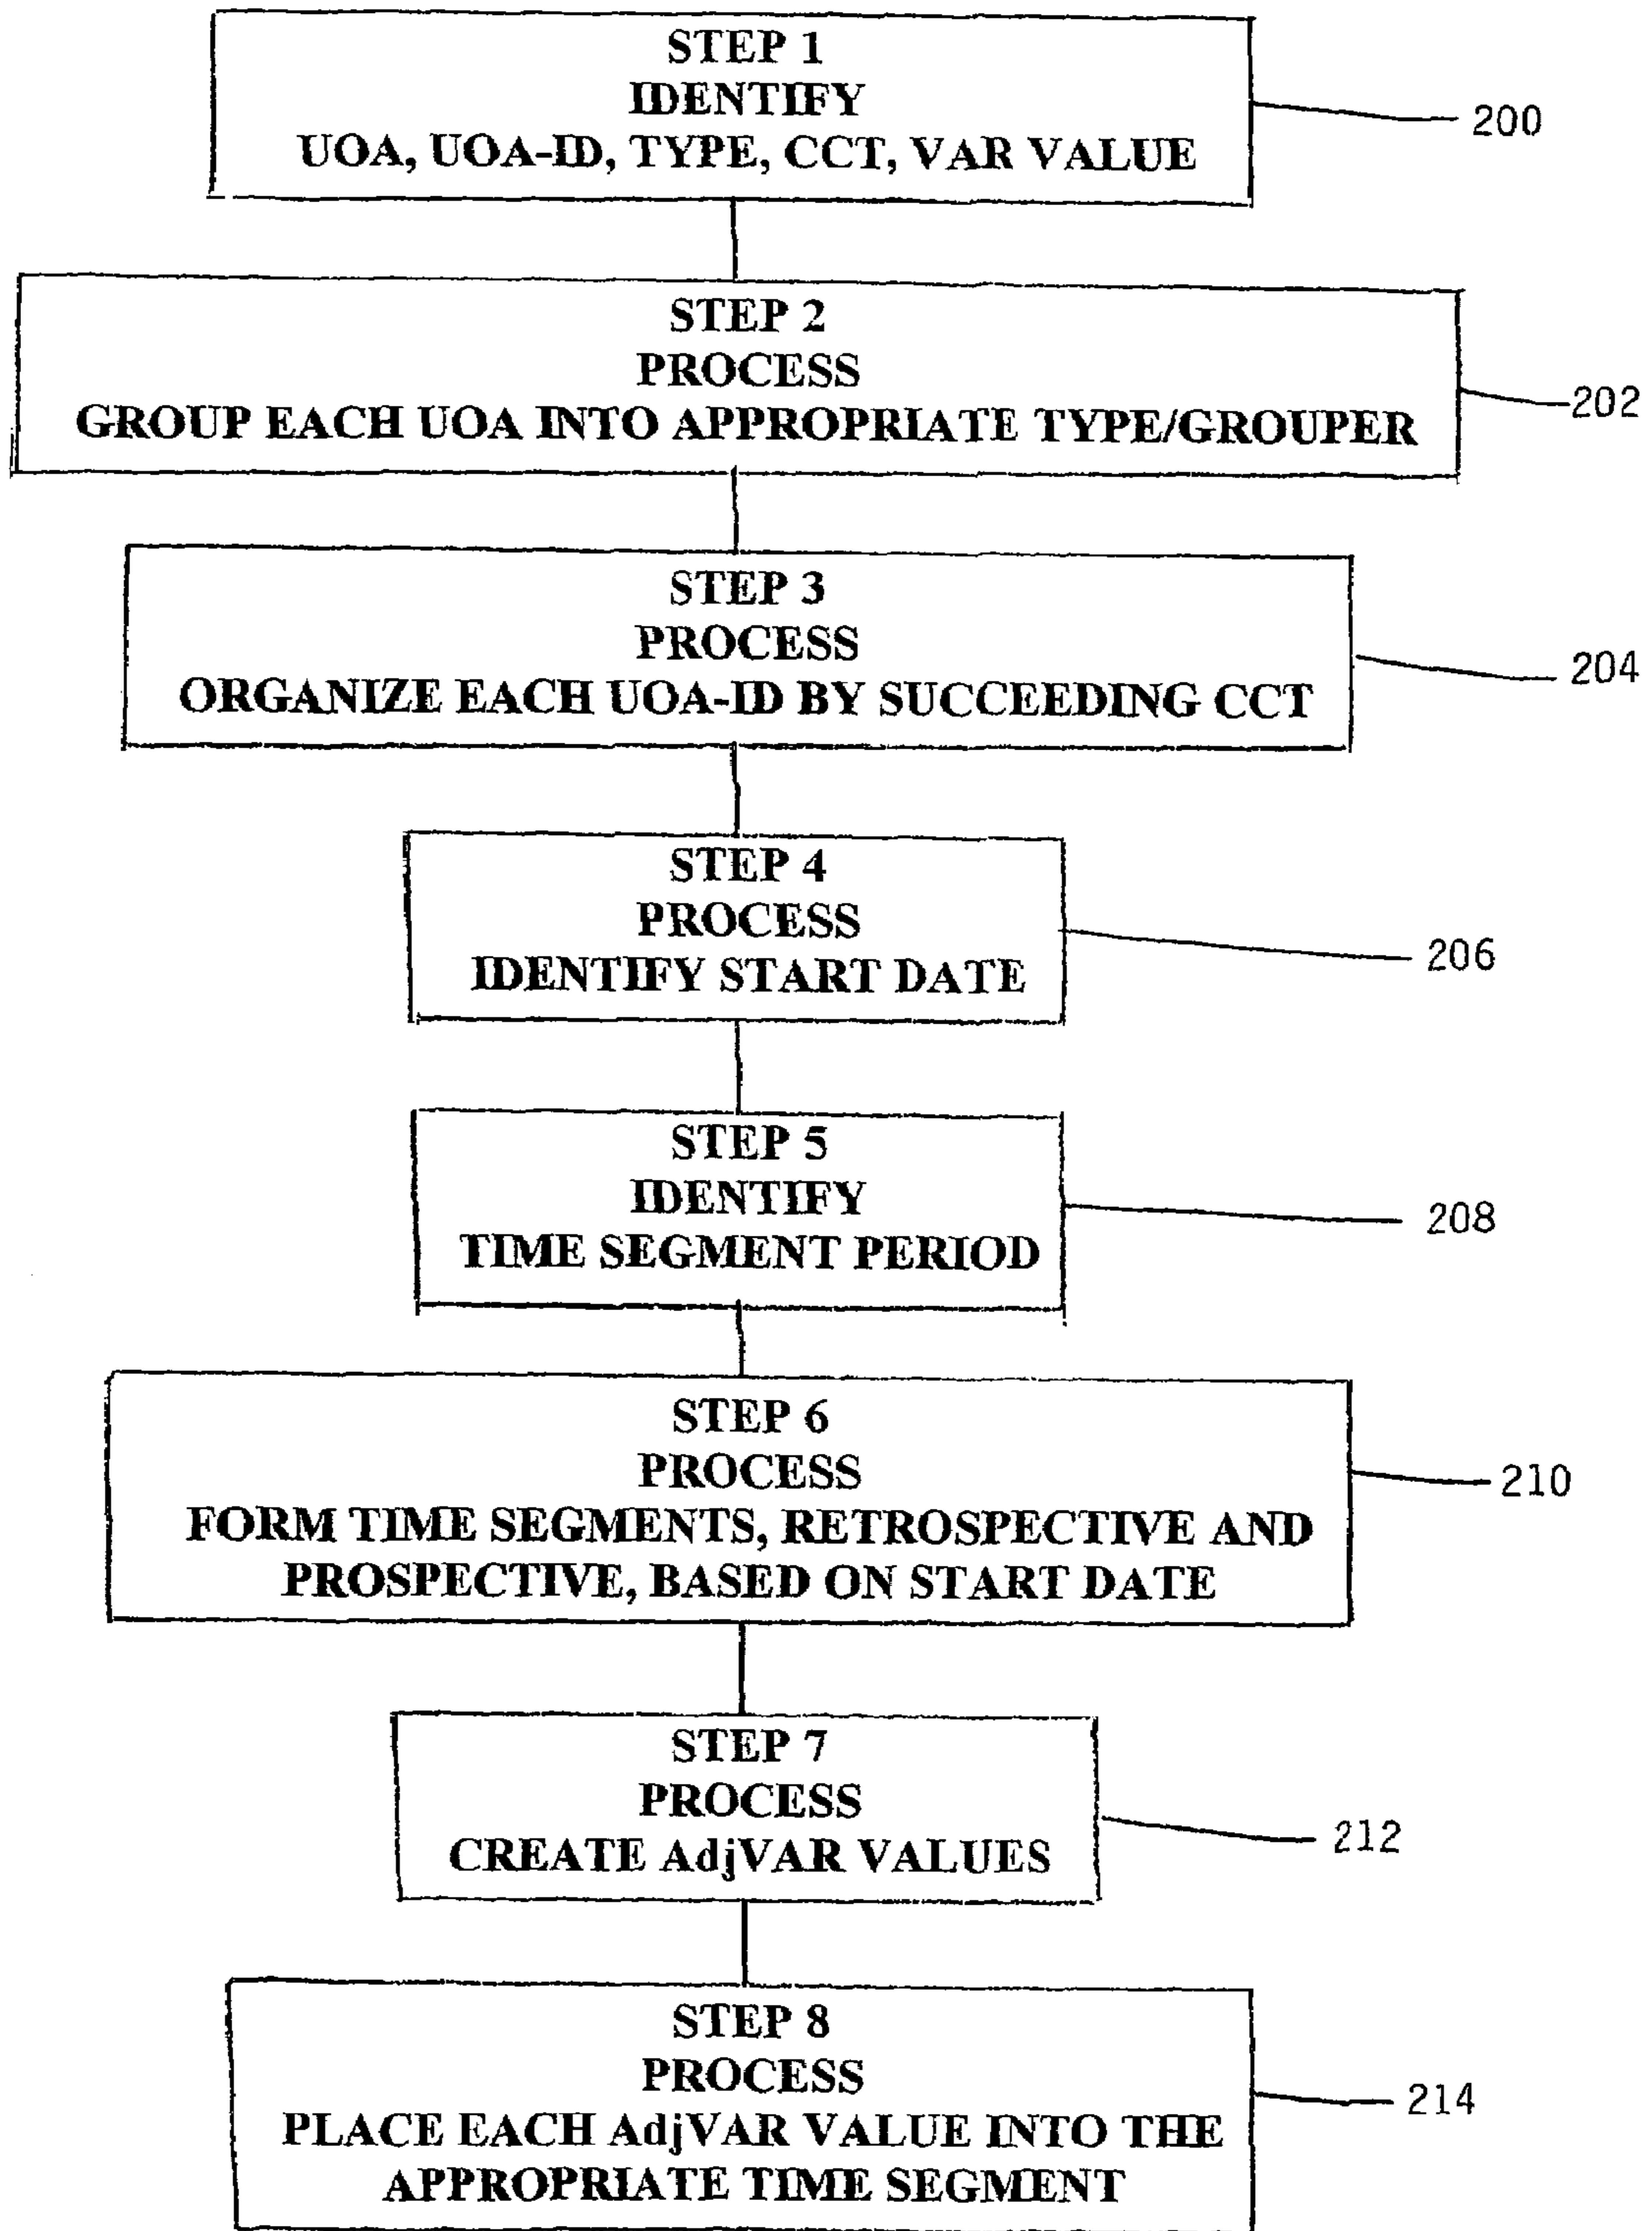 STEP 1
IDENTIFY
UOA, UOA-ID, TYPE, CCT, VAR VALUE
200
STEP 2
PROCESS
GROUP EACH UOA INTO APPROPRIATE TYPE/GROUPER
202
STEP 3
PROCESS
ORGANIZE EACH UOA-ID BY SUCCEEDING CCT
204
STEP 4
PROCESS
IDENTIFY START DATE
206
STEP 5
IDENTIFY
TIME SEGMENT PERIOD
208
STEP 6
PROCESS
FORM TIME SEGMENTS, RETROSPECTIVE AND
PROSPECTIVE, BASED ON START DATE
210
STEP 7
PROCESS
CREATE AdjVAR VALUES
212
STEP 8
PROCESS
PLACE EACH AdjVAR VALUE INTO THE
APPROPRIATE TIME SEGMENT
214